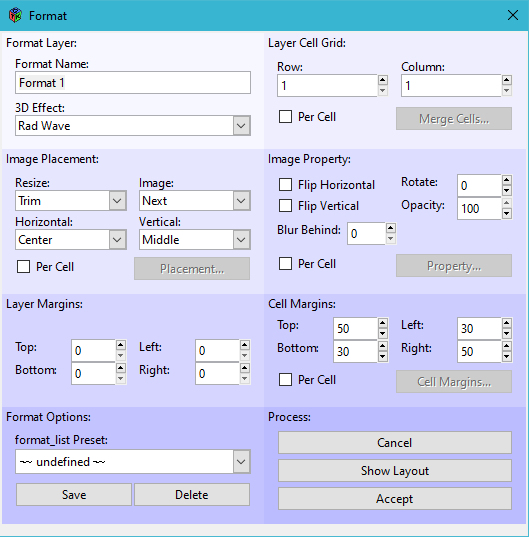 Format
Format Layer:
Format Name:
Format 1
3D Effect:
Rad Wave
Layer Cell Grid:
Row: Column:
1 1
Per Cell Merge Cells...
Image Placement:
Resize: Image:
Trim Next
Horizontal: Vertical:
Center Middle
Per Cell Placement...
Image Property:
Flip Horizontal Rotate: 0
Flip Vertical Opacity: 100
Blur Behind: 0
Per Cell Property...
Layer Margins:
Top: 0 Left: 0
Bottom: 0 Right: 0
Cell Margins:
Top: 50 Left: 30
Bottom: 30 Right: 50
Per Cell Cell Margins...
Format Options:
format_list Preset:
~~ undefined ~~
Save Delete
Process:
Cancel
Show Layout
Accept